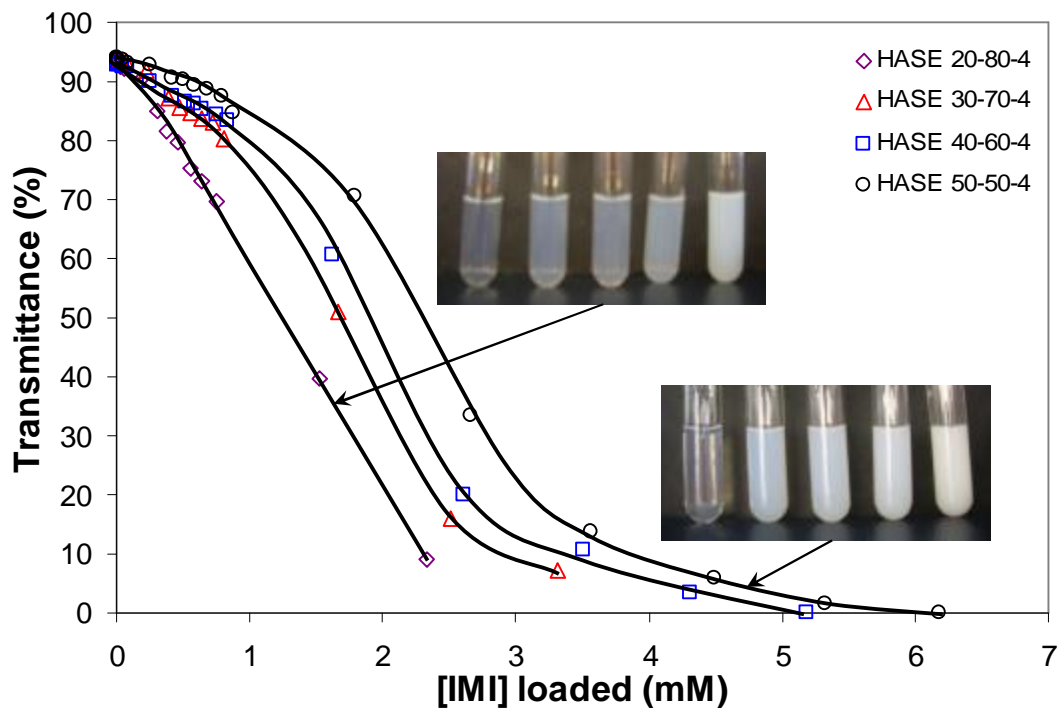 100
90
80
70
60
50
40
30
20
10
0
Transmittance (%)
HASE 20-80-4
HASE 30-70-4
HASE 40-60-4
HASE 50-50-4
0 1 2 3 4 5 6 7
[IMI] loaded (mM)